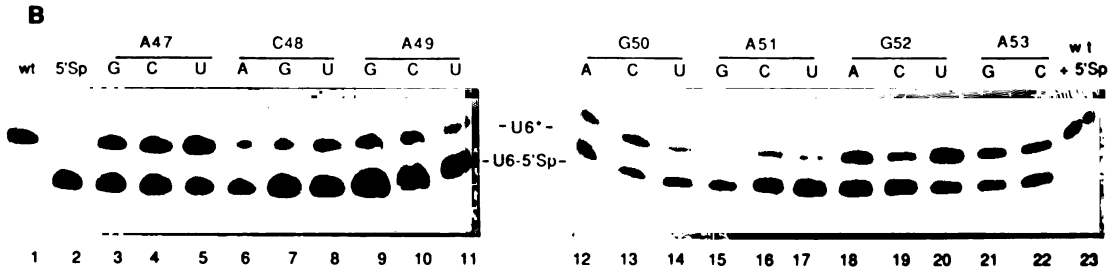 B
A47 C48 A49 G50 A51 G52 A53 wt
wt 5'Sp G C U A G U G C U A C U G C U A C U G C + 5'Sp
- U6*
- U6-5'Sp -
1 2 3 4 5 6 7 8 9 10 11 12 13 14 15 16 17 18 19 20 21 22 23